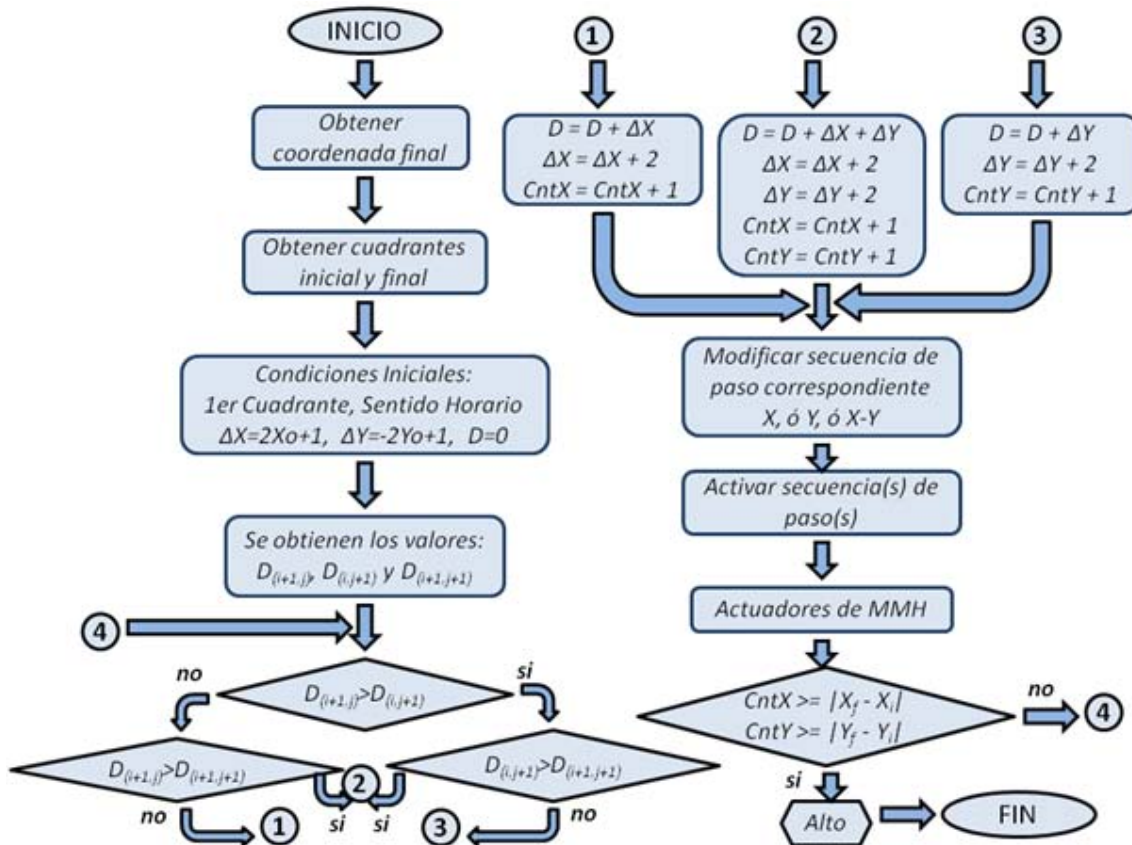 INICIO
Obtener
coordenada final
Obtener cuadrantes
inicial y final
Condiciones Iniciales:
1er Cuadrante, Sentido Horario
ΔX=2Xo+1, ΔY=-2Yo+1, D=0
Se obtienen los valores:
D(i+1.j), D(i.j+1) y D(i+1.j+1)
4
no
si
D(i+1.j)>D(i.j+1)
D(i+1.j)>D(i+1.j+1)
2
D(i.j+1)>D(i+1.j+1)
no
1
si
si
3
no
1
D = D + ΔX
ΔX = ΔX + 2
CntX = CntX + 1
2
D = D + ΔX + ΔY
ΔX = ΔX + 2
ΔY = ΔY + 2
CntX = CntX + 1
CntY = CntY + 1
3
D = D + ΔY
ΔY = ΔY + 2
CntY = CntY + 1
Modificar secuencia de
paso correspondiente
X, ó Y, ó X-Y
Activar secuencia(s) de
paso(s)
Actuadores de MMH
CntX >= |Xf - Xi|
CntY >= |Yf - Yi|
no
4
si
Alto
FIN